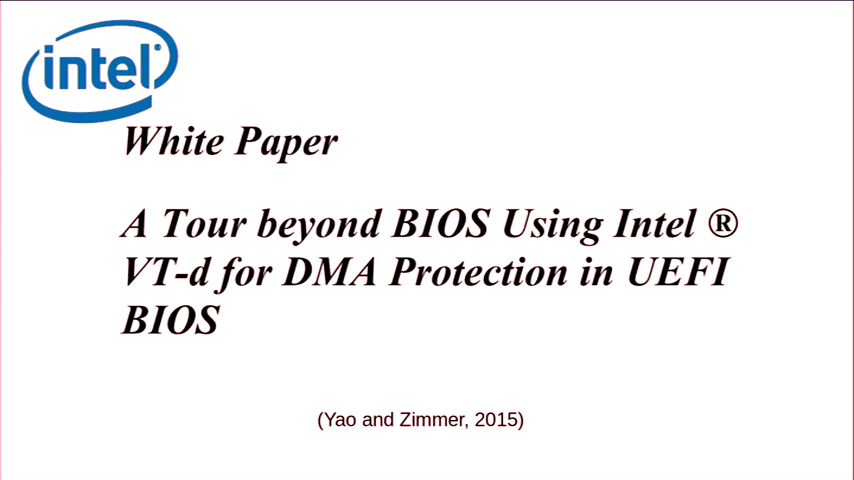 intel
White Paper
A Tour beyond BIOS Using Intel ®
VT-d for DMA Protection in UEFI
BIOS
(Yao and Zimmer, 2015)